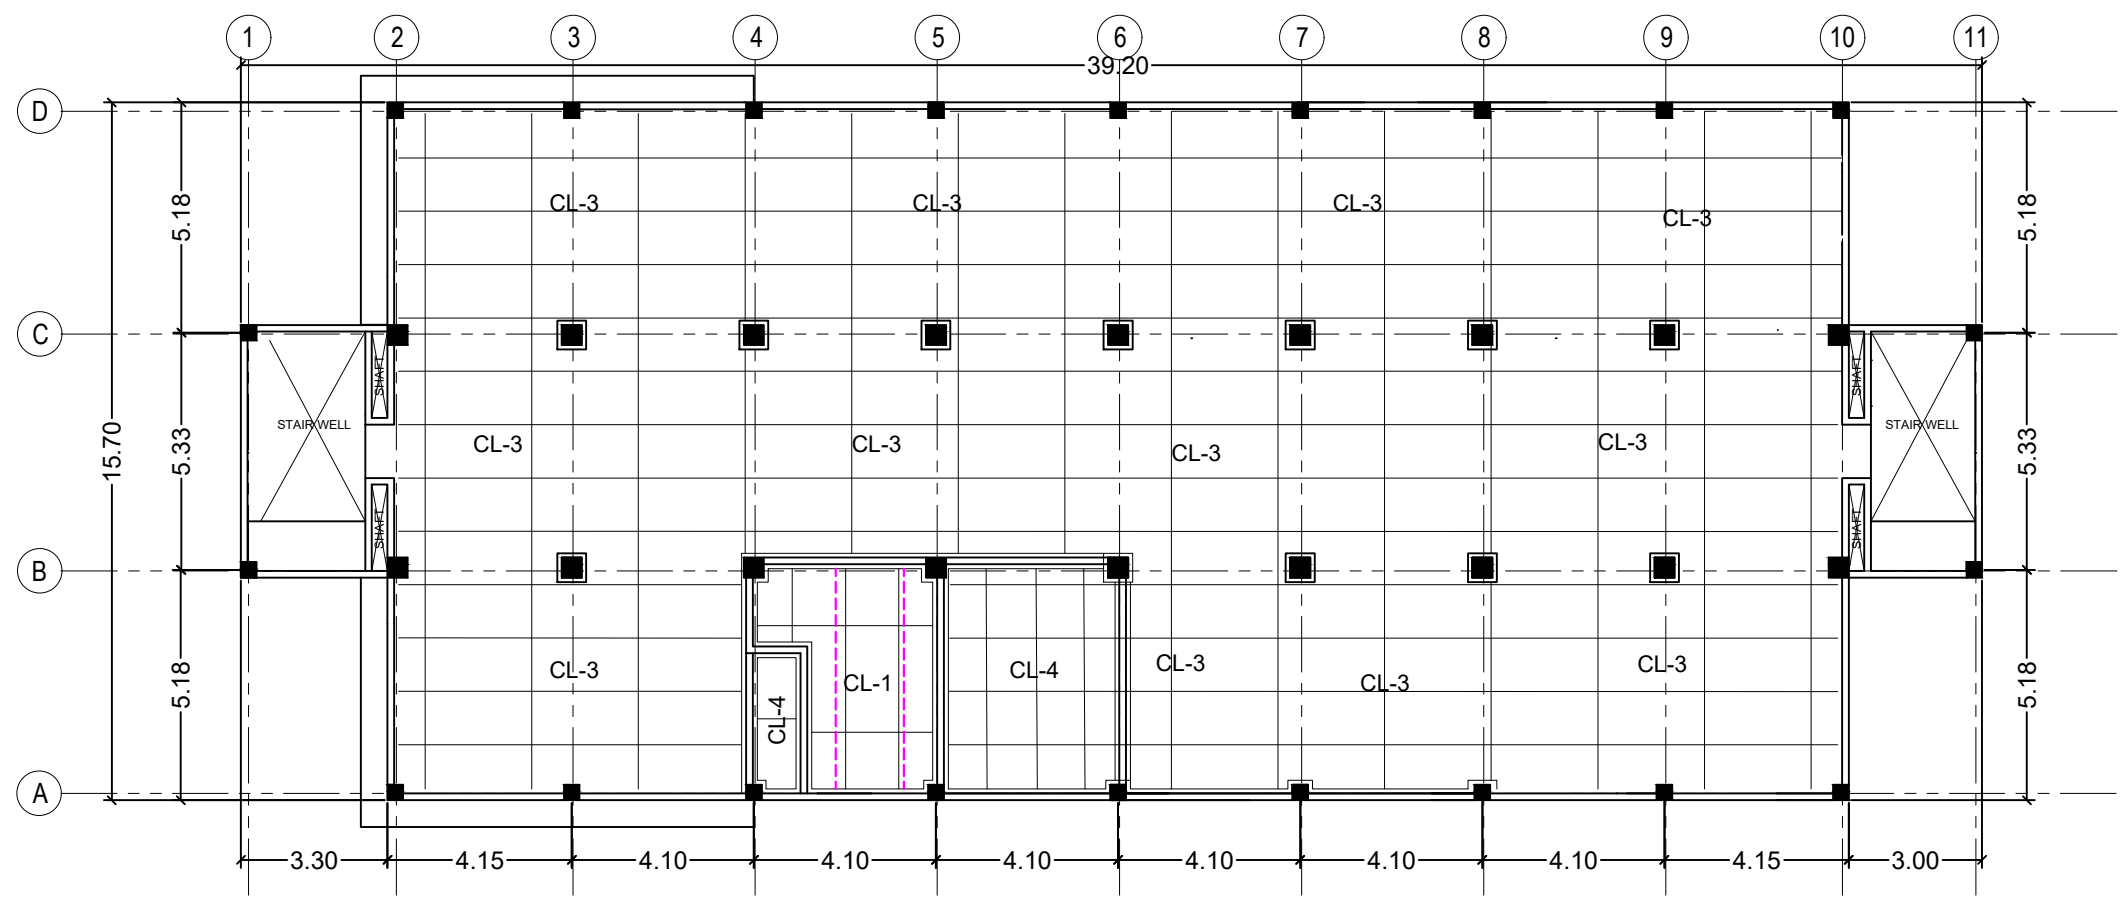 1 2 3 4 5 6 7 8 9 10 11
39.20
D
CL-3 CL-3 CL-3 CL-3
5.18 5.18
C
SHAFT SHAFT
STAIR WELL STAIR WELL
15.70 5.33 5.33
CL-3 CL-3 CL-3 CL-3
SHAFT SHAFT
B
CL-3 CL-4 CL-1 CL-4 CL-3 CL-3 CL-3
5.18 5.18
A
3.30 4.15 4.10 4.10 4.10 4.10 4.10 4.10 4.15 3.00